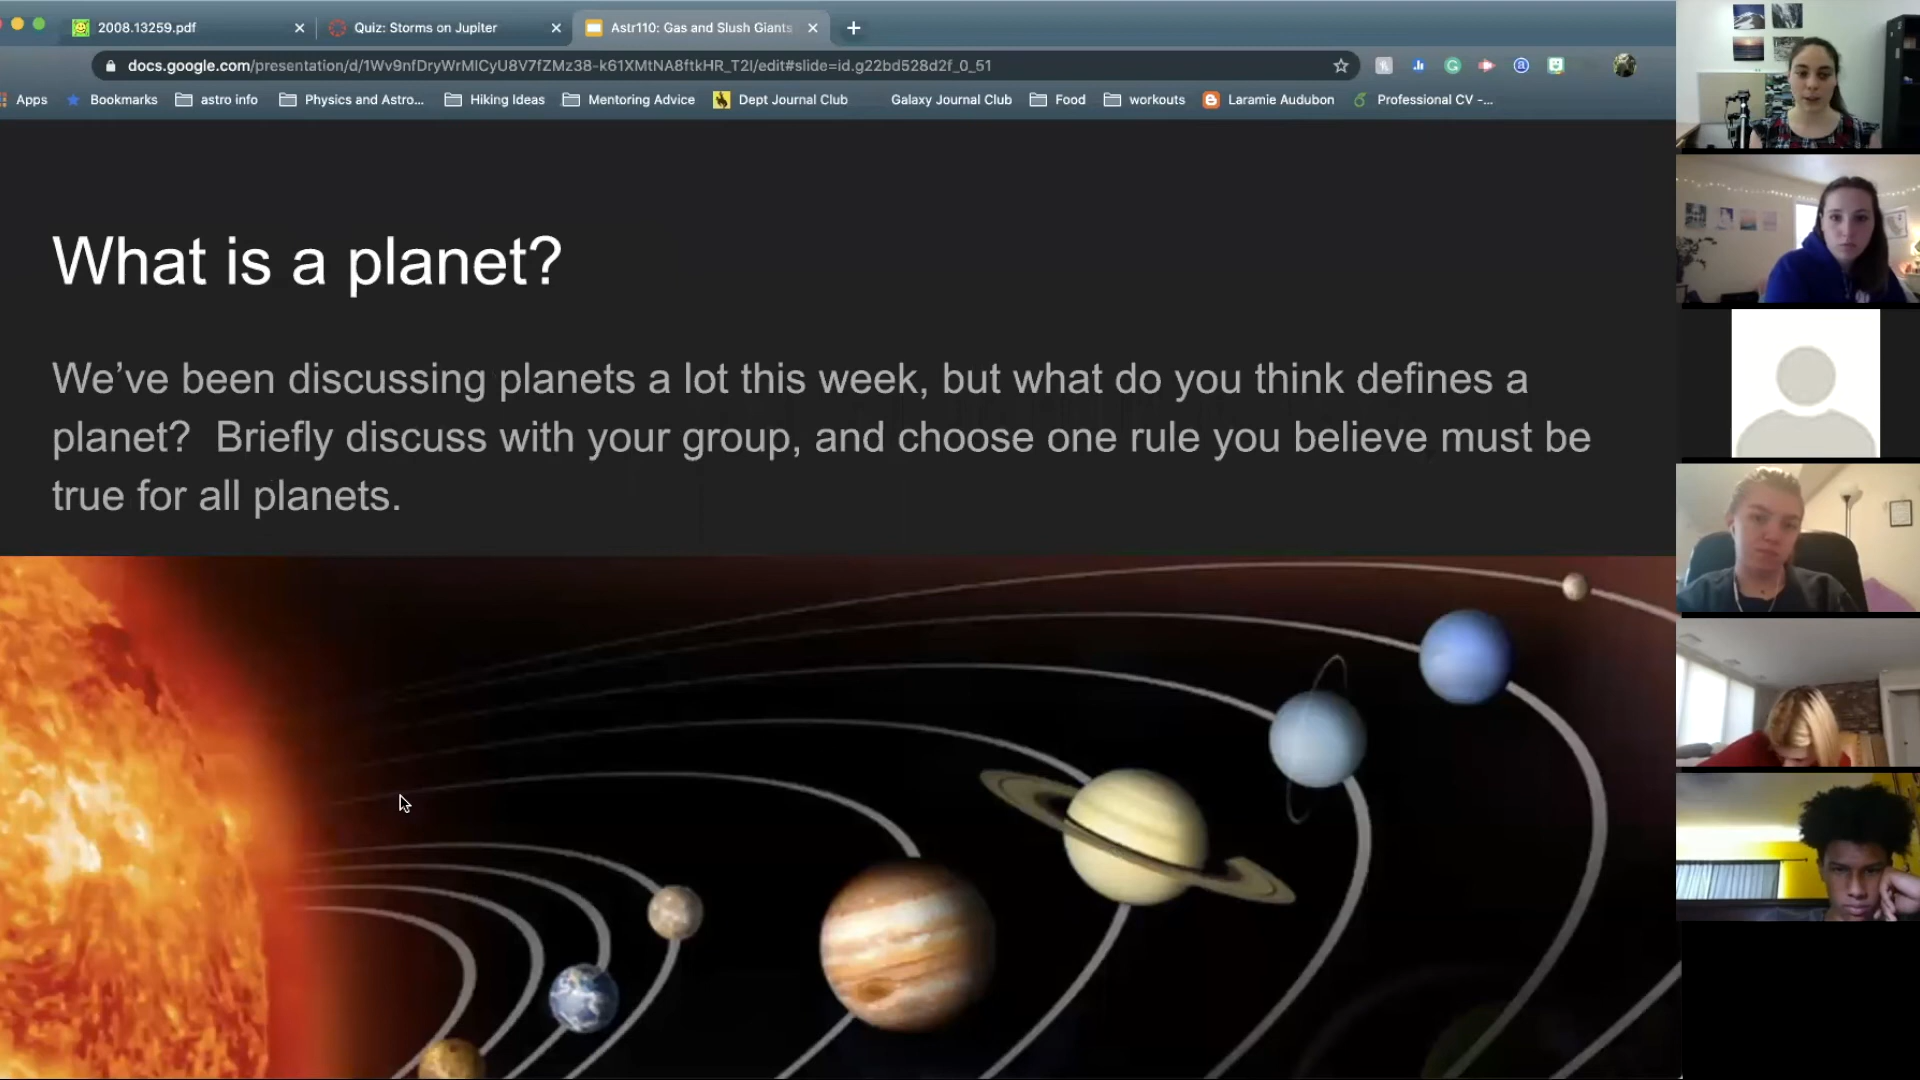 2008.13259.pdf
Quiz: Storms on Jupiter
Astr110: Gas and Slush Giants
docs.google.com/presentation/d/1Wv9nfDryWrMlCyU8V7fZMz38-k61XMtNA8ftkHR_T2I/edit#slide=id.g22bd528d2f_0_51
Apps Bookmarks astro info Physics and Astro... Hiking Ideas Mentoring Advice Dept Journal Club Galaxy Journal Club Food workouts Laramie Audubon Professional CV -...
What is a planet?
We’ve been discussing planets a lot this week, but what do you think defines a
planet? Briefly discuss with your group, and choose one rule you believe must be
true for all planets.